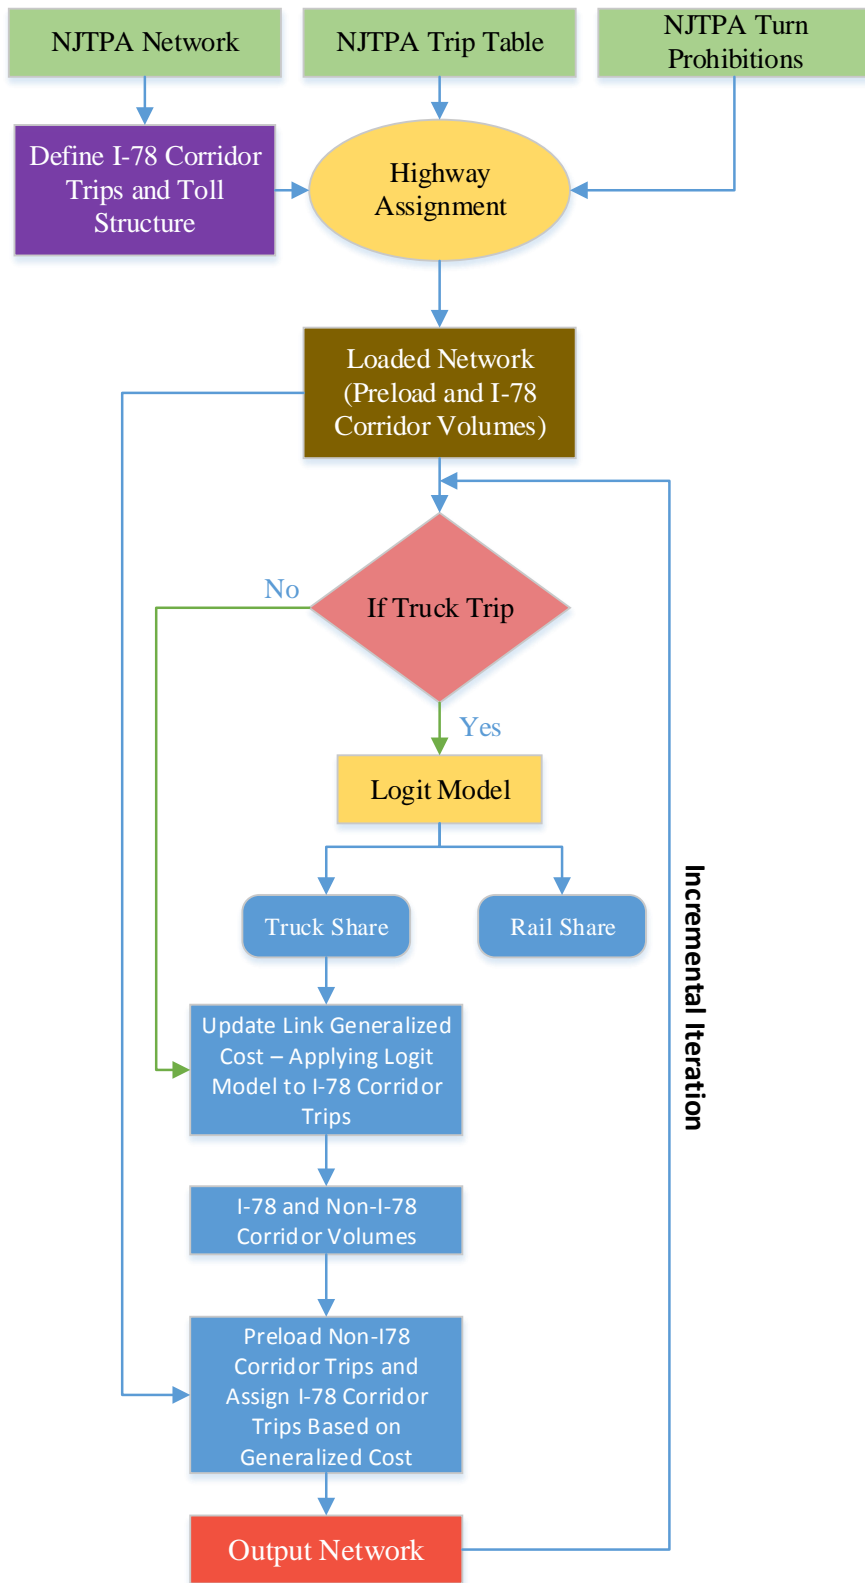 NJTPA Network
NJTPA Trip Table
NJTPA Turn
Prohibitions
Define I-78 Corridor
Trips and Toll
Structure
Highway
Assignment
Loaded Network
(Preload and I-78
Corridor Volumes)
No
If Truck Trip
Yes
Logit Model
Truck Share
Rail Share
Incremental Iteration
Update Link Generalized
Cost – Applying Logit
Model to I-78 Corridor
Trips
I-78 and Non-I-78
Corridor Volumes
Preload Non-I78
Corridor Trips and
Assign I-78 Corridor
Trips Based on
Generalized Cost
Output Network